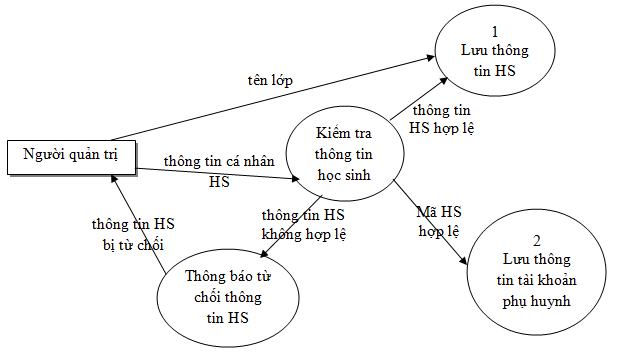 1
Lưu thông
tin HS
tên lớp
thông tin
HS hợp lệ
Kiểm tra
thông tin
học sinh
Người quản trị
thông tin cá nhân
HS
thông tin HS
không hợp lệ
Mã HS
hợp lệ
thông tin HS
bị từ chối
2
Lưu thông
tin tài khoản
phụ huynh
Thông báo từ
chối thông
tin HS